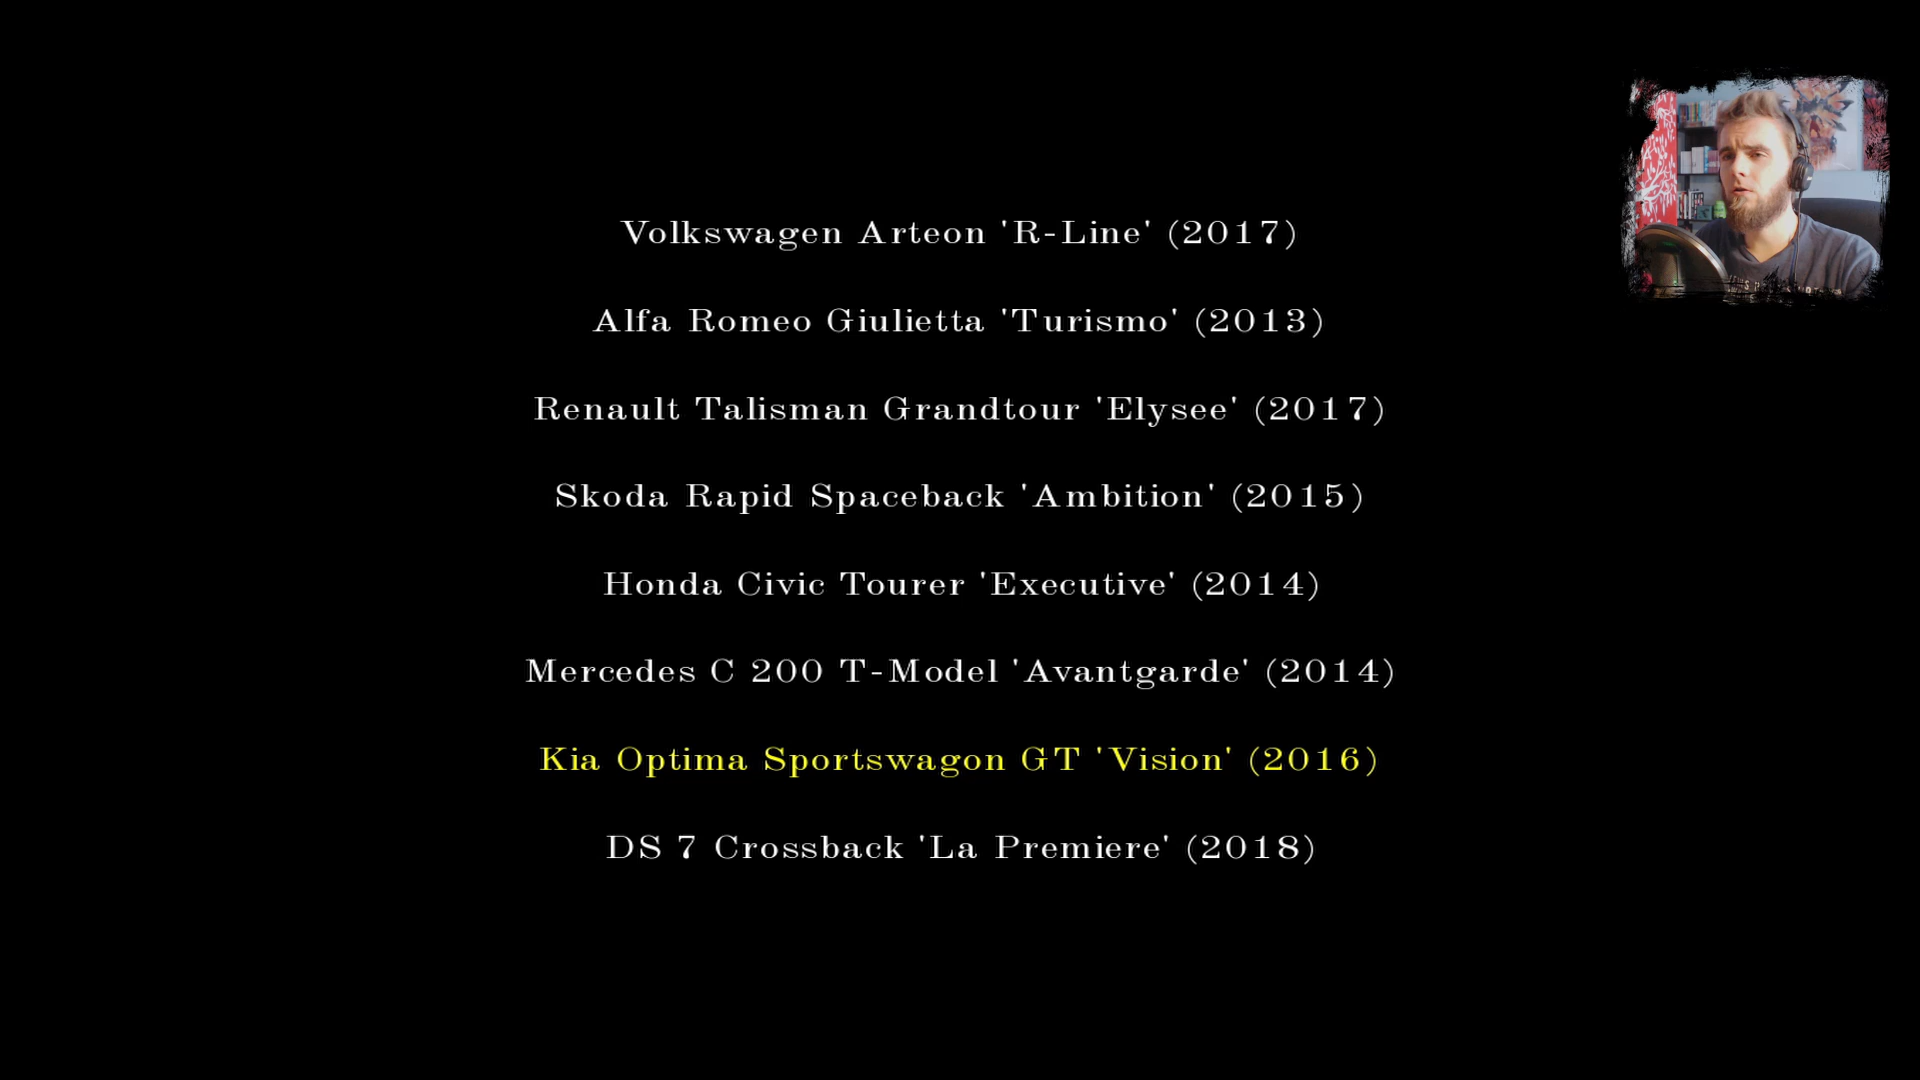 Volkswagen Arteon 'R-Line' (2017)
Alfa Romeo Giulietta 'Turismo' (2013)
Renault Talisman Grandtour 'Elysee' (2017)
Skoda Rapid Spaceback 'Ambition' (2015)
Honda Civic Tourer 'Executive' (2014)
Mercedes C 200 T-Model 'Avantgarde' (2014)
Kia Optima Sportswagon GT 'Vision' (2016)
DS 7 Crossback 'La Premiere' (2018)